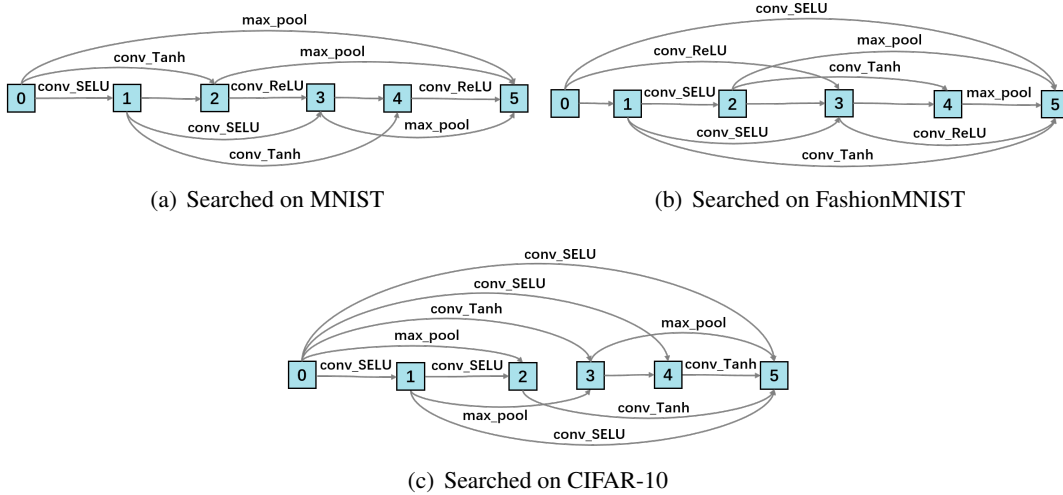 max_pool
conv_Tanh
max_pool
conv_SELU
conv_ReLU
conv_ReLU
0
1
2
3
4
5
conv_SELU
max_pool
conv_Tanh
(a) Searched on MNIST
conv_SELU
conv_ReLU
max_pool
conv_Tanh
conv_SELU
max_pool
0
1
2
3
4
5
conv_SELU
conv_ReLU
conv_Tanh
(b) Searched on FashionMNIST
conv_SELU
conv_SELU
conv_Tanh
max_pool
max_pool
conv_SELU
conv_SELU
conv_Tanh
0
1
2
3
4
5
max_pool
conv_Tanh
conv_SELU
(c) Searched on CIFAR-10